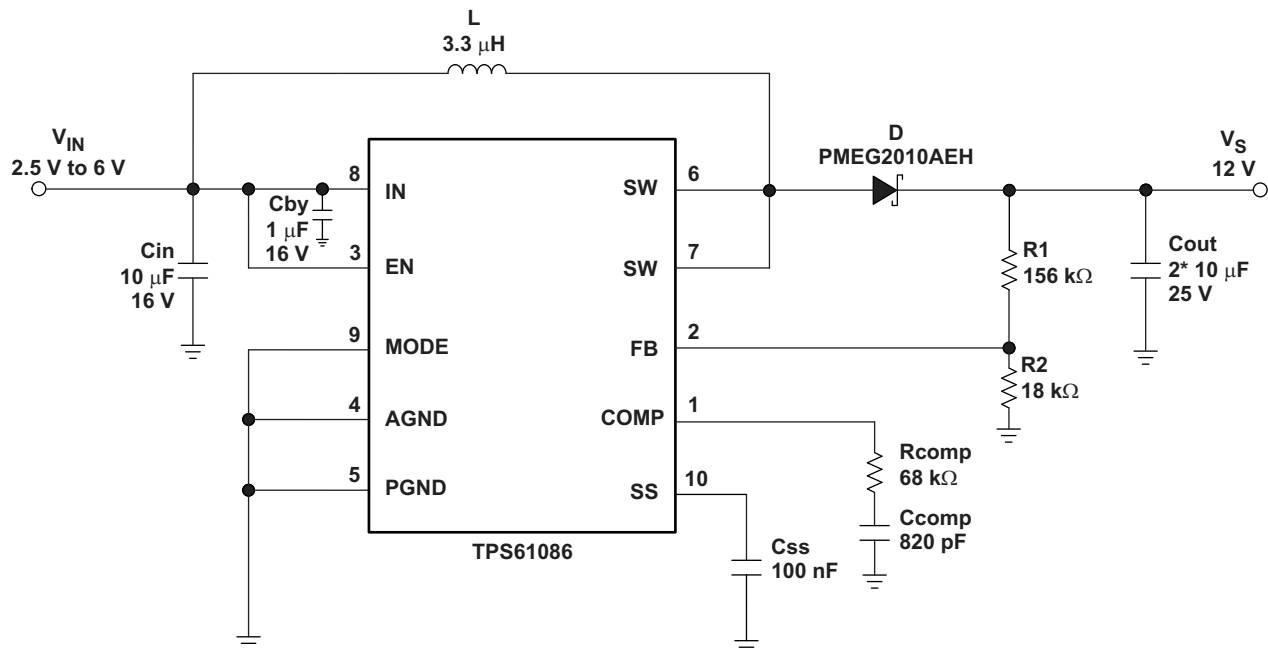 L
3.3 μH
V_IN
2.5 V to 6 V
D
PMEG2010AEH
V_S
12 V
8
IN
SW
6
Cby
1 μF
16 V
Cin
10 μF
16 V
3
EN
SW
7
R1
156 kΩ
Cout
2* 10 μF
25 V
9
MODE
FB
2
R2
18 kΩ
4
AGND
COMP
1
Rcomp
68 kΩ
5
PGND
SS
10
Ccomp
820 pF
TPS61086
Css
100 nF